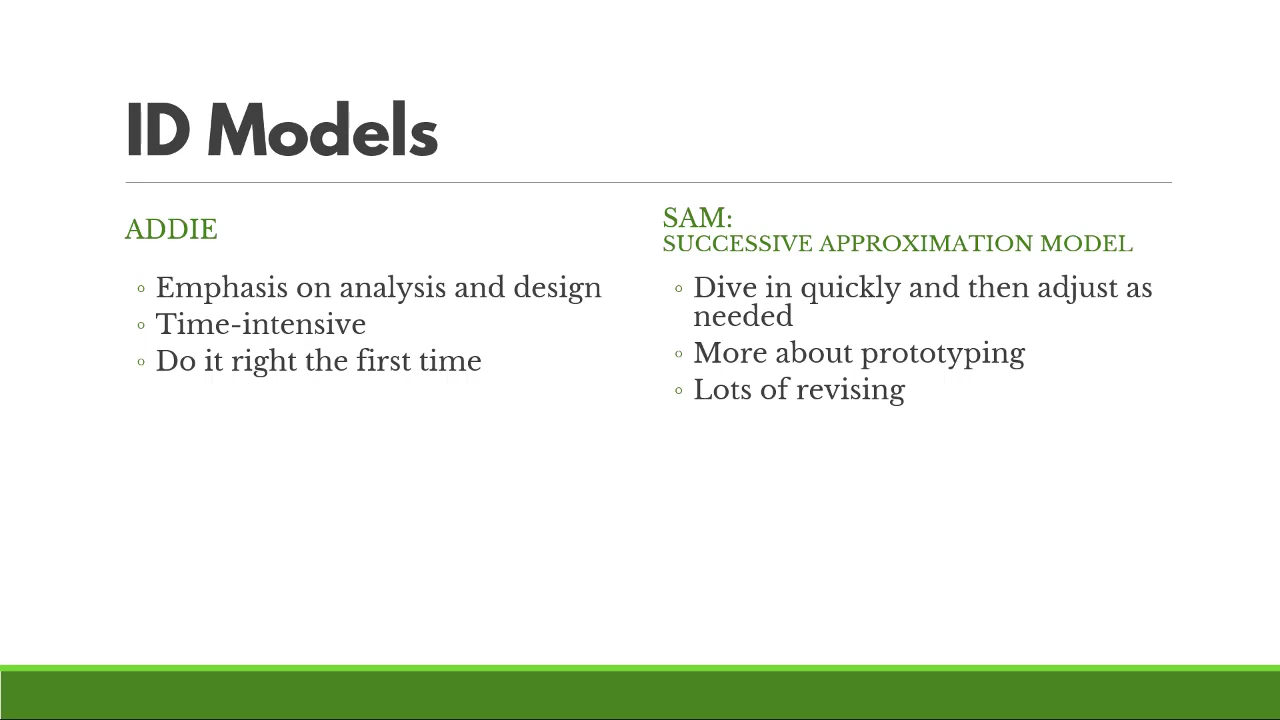 ID Models
ADDIE
◦ Emphasis on analysis and design
◦ Time-intensive
◦ Do it right the first time
SAM:
SUCCESSIVE APPROXIMATION MODEL
◦ Dive in quickly and then adjust as
needed
◦ More about prototyping
◦ Lots of revising